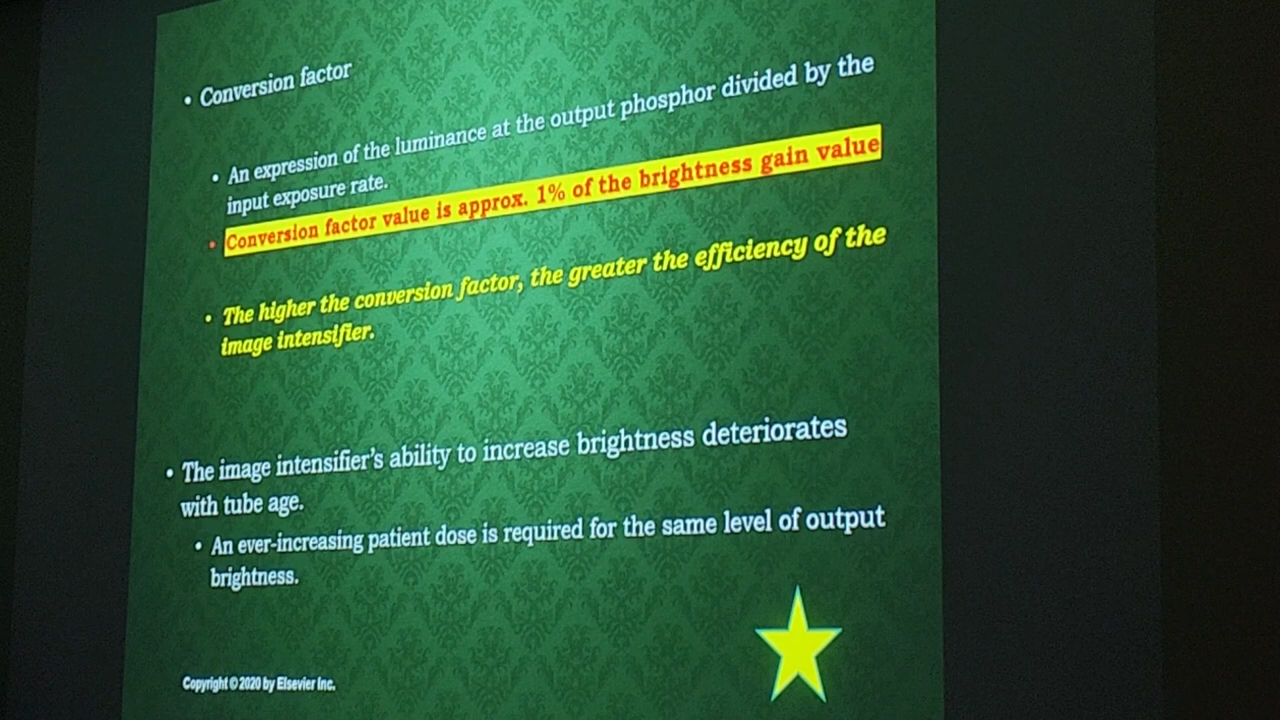 • Conversion factor
• An expression of the luminance at the output phosphor divided by the
input exposure rate.
• Conversion factor value is approx. 1% of the brightness gain value
• The higher the conversion factor, the greater the efficiency of the
image intensifier.
• The image intensifier's ability to increase brightness deteriorates
with tube age.
• An ever-increasing patient dose is required for the same level of output
brightness.
Copyright © 2020 by Elsevier Inc.